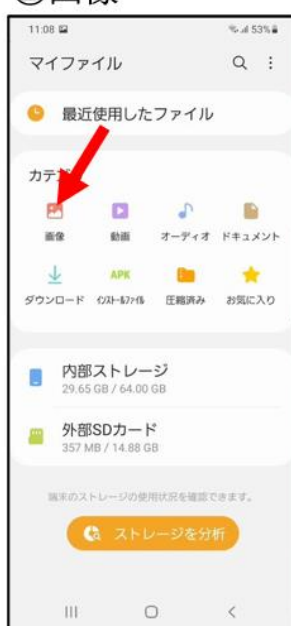 11:08 53%
マイファイル
最近使用したファイル
カテ
画像 動画 オーディオ ドキュメント
ダウンロード APK ｲﾝｽﾄｰﾙﾌｧｲﾙ 圧縮済み お気に入り
内部ストレージ
29.65 GB / 64.00 GB
外部SDカード
357 MB / 14.88 GB
端末のストレージの使用状況を確認できます。
ストレージを分析